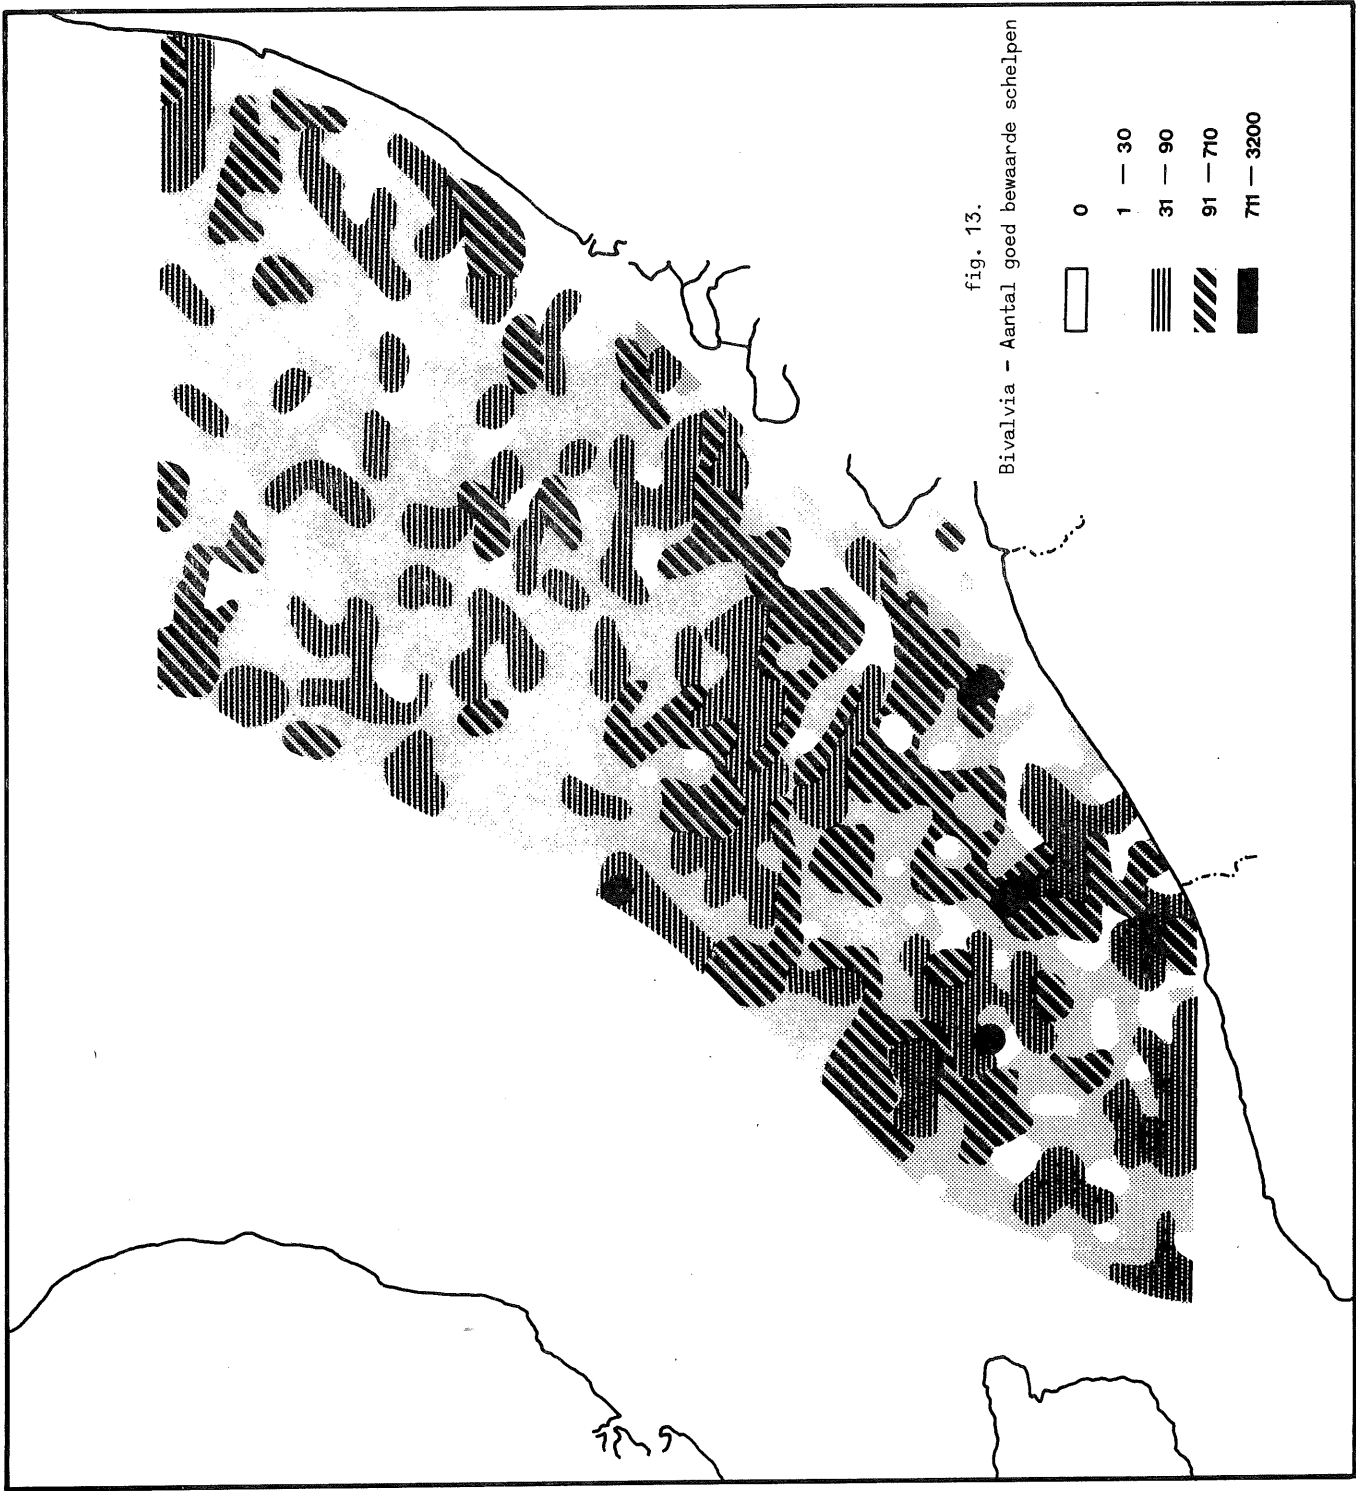 fig. 13.
Bivalvia - Aantal goed bewaarde schelpen
0
1 — 30
31 — 90
91 — 710
711 — 3200